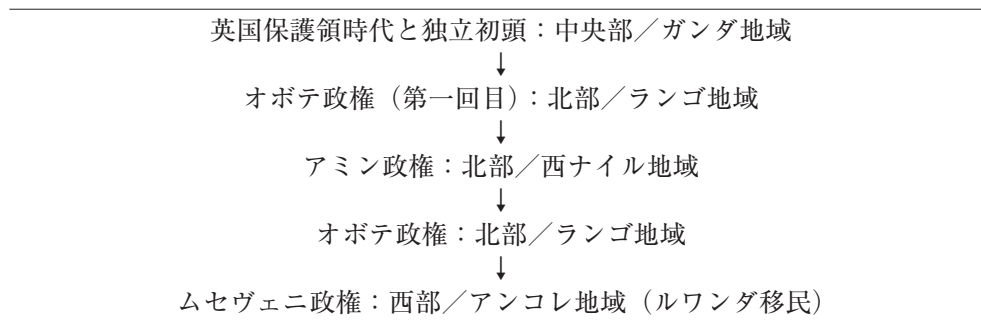 英国保護領時代と独立初頭：中央部／ガンダ地域
↓
オボテ政権（第一回目）：北部／ランゴ地域
↓
アミン政権：北部／西ナイル地域
↓
オボテ政権：北部／ランゴ地域
↓
ムセヴェニ政権：西部／アンコレ地域（ルワンダ移民）